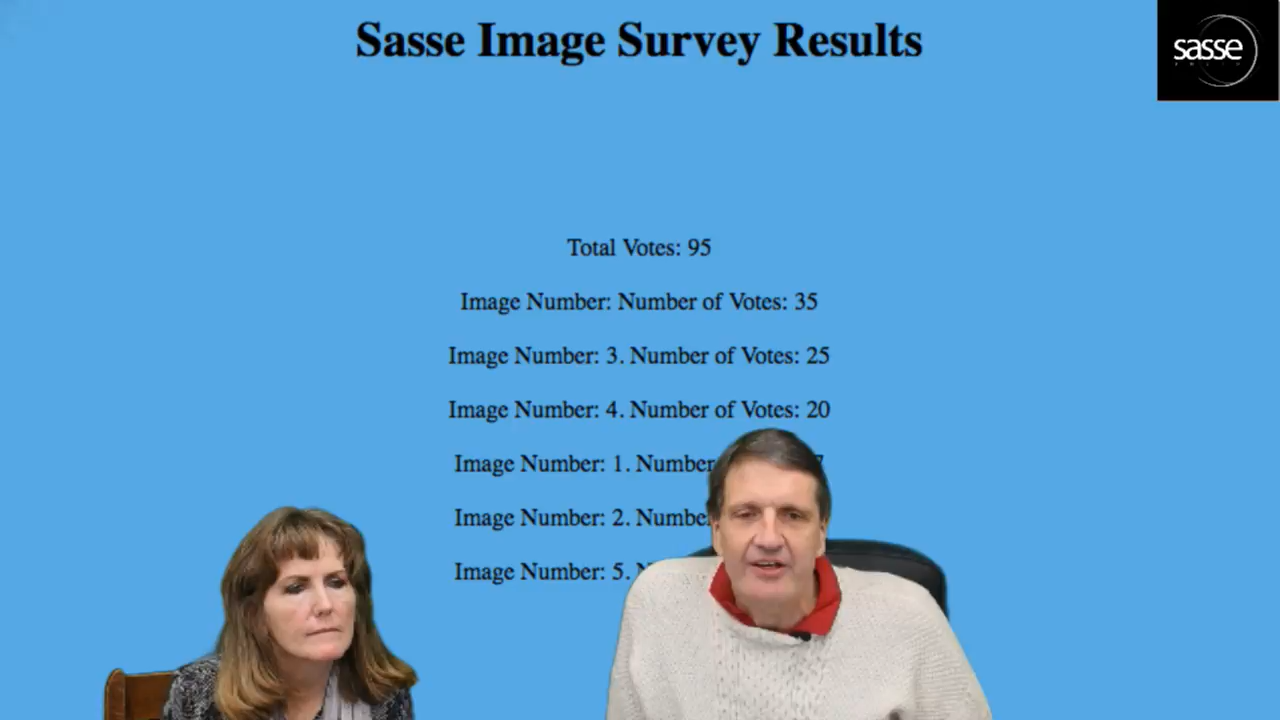 Sasse Image Survey Results
sasse
Total Votes: 95
Image Number: Number of Votes: 35
Image Number: 3. Number of Votes: 25
Image Number: 4. Number of Votes: 20
Image Number: 1. Number
Image Number: 2.
Image Number: 5.